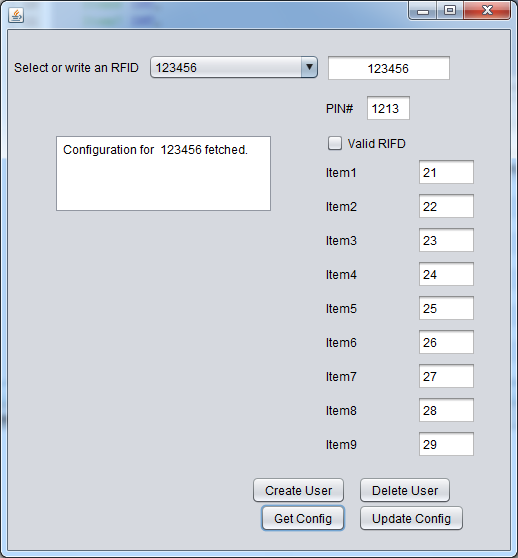 Select or write an RFID 123456 123456
PIN# 1213
Configuration for 123456 fetched.
Valid RIFD
Item1 21
Item2 22
Item3 23
Item4 24
Item5 25
Item6 26
Item7 27
Item8 28
Item9 29
Create User Delete User
Get Config Update Config